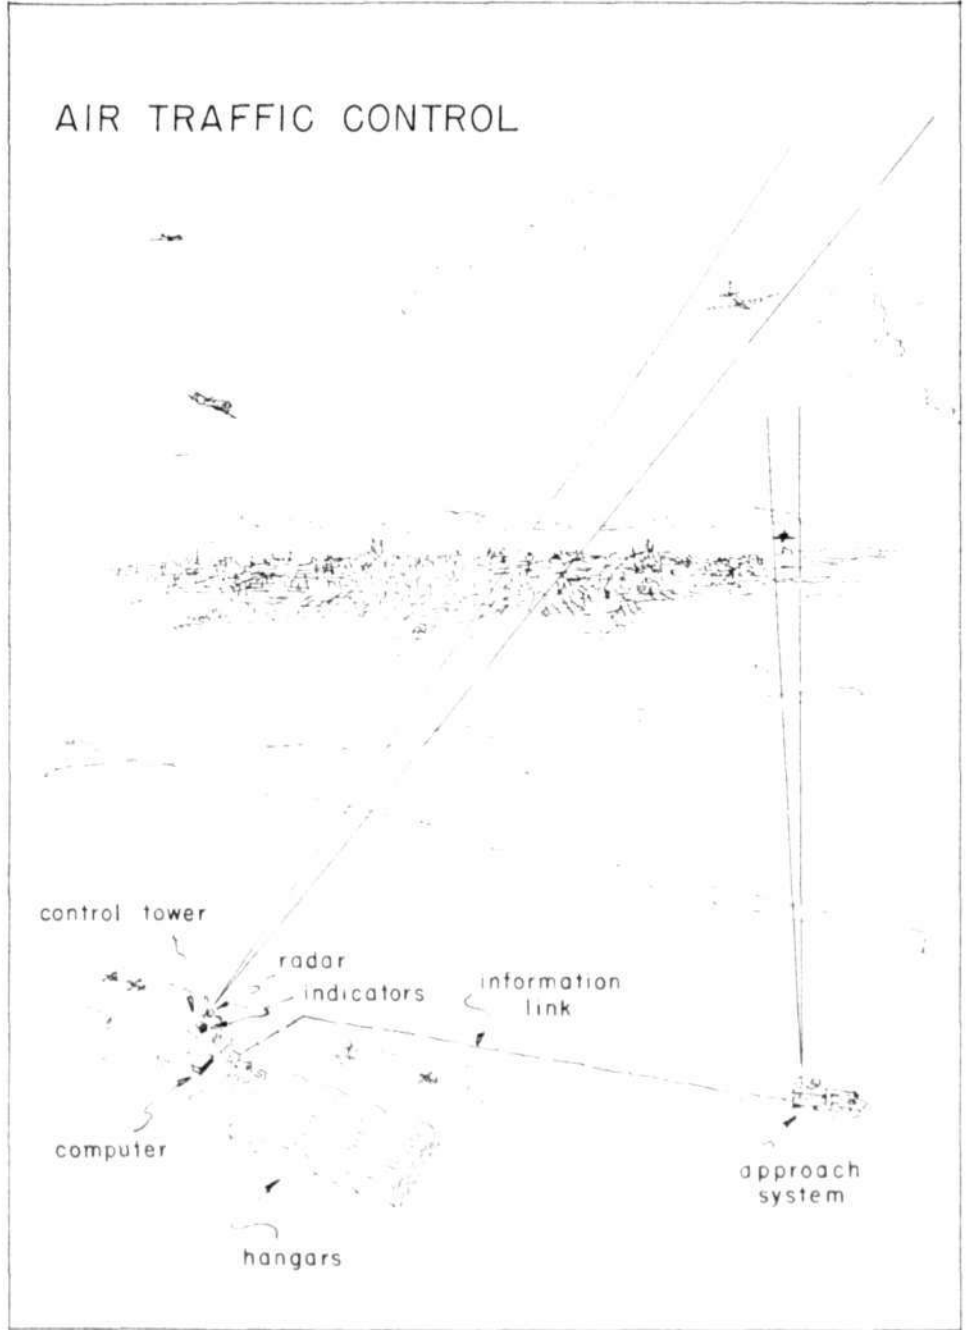 AIR TRAFFIC CONTROL
control tower
radar
indicators
information
link
computer
approach
system
hangars